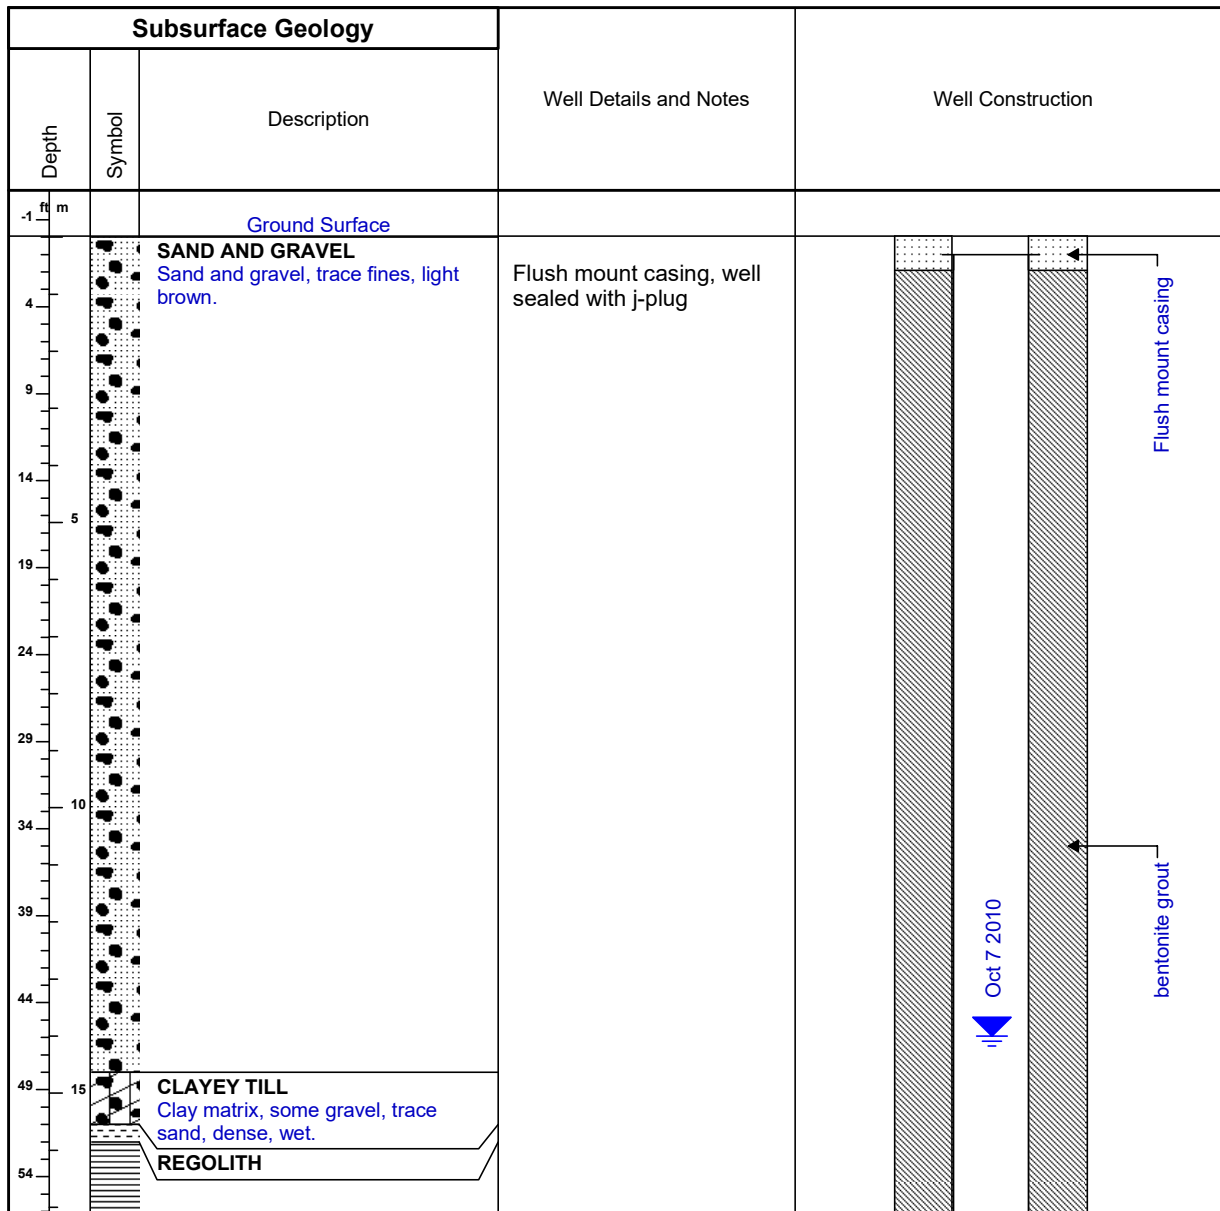 Subsurface Geology
Depth
Symbol
Description
Well Details and Notes
Well Construction
ft m
-1
Ground Surface
SAND AND GRAVEL
Sand and gravel, trace fines, light
brown.
Flush mount casing, well
sealed with j-plug
Flush mount casing
4
9
14
5
19
24
29
10
34
39
bentonite grout
Oct 7 2010
44
49
15
CLAYEY TILL
Clay matrix, some gravel, trace
sand, dense, wet.
REGOLITH
54